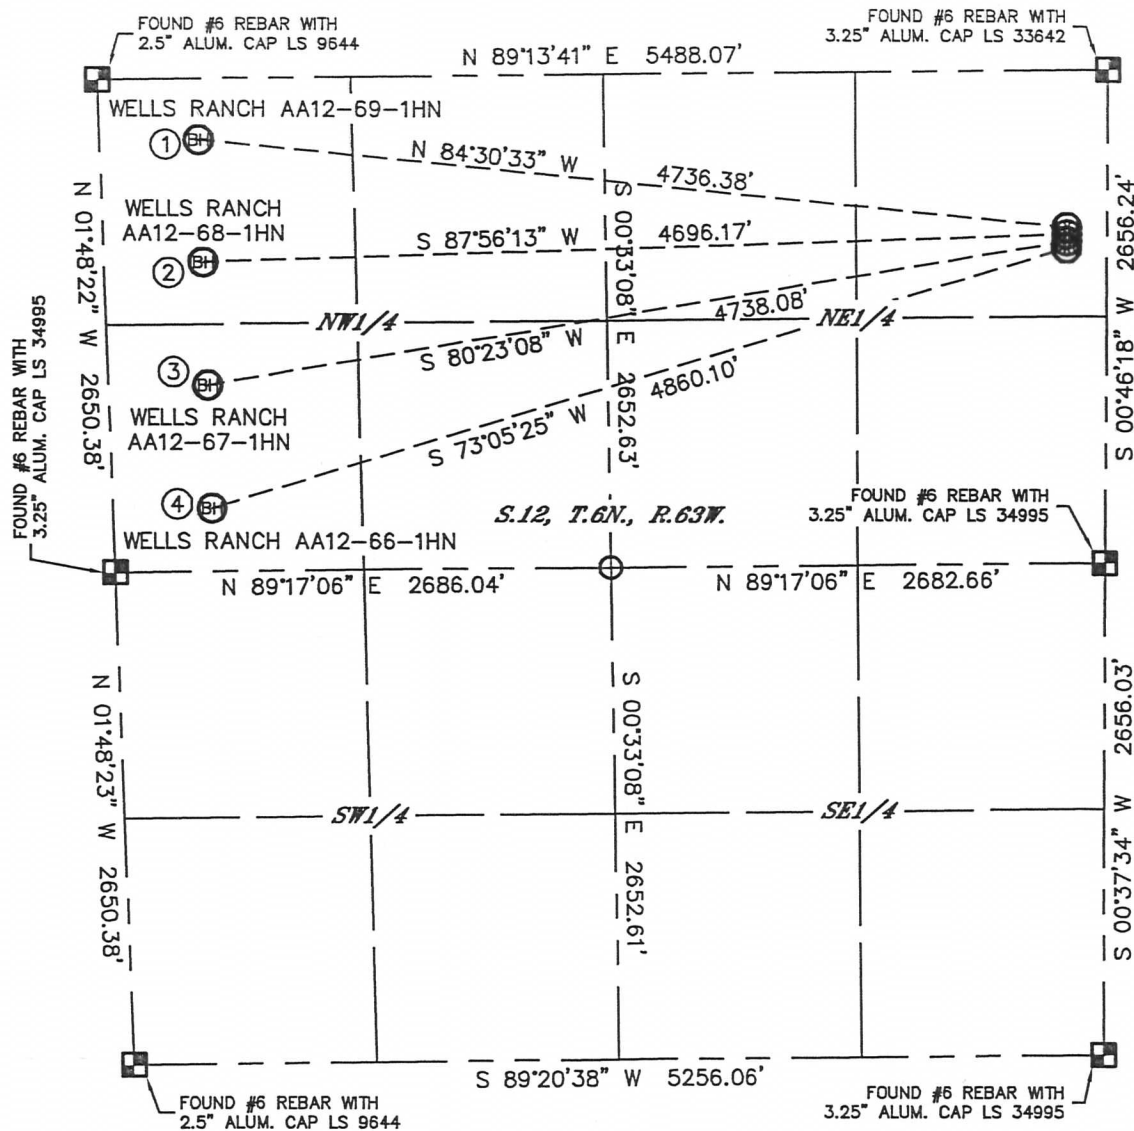 FOUND #6 REBAR WITH
2.5" ALUM. CAP LS 9644
FOUND #6 REBAR WITH
3.25" ALUM. CAP LS 33642
N 89°13'41" E 5488.07'
WELLS RANCH AA12-69-1HN
1 BH
N 84°30'33" W 4736.38'
WELLS RANCH
AA12-68-1HN
2 BH
S 87°56'13" W 4696.17'
N 01°48'22" W 2650.38'
S 00°33'08" E 2652.63'
S 00°46'18" W 2656.24'
NW1/4
NE1/4
3 BH
S 80°23'08" W 4738.08'
WELLS RANCH
AA12-67-1HN
4 BH
S 73°05'25" W 4860.10'
WELLS RANCH AA12-66-1HN
FOUND #6 REBAR WITH
3.25" ALUM. CAP LS 34995
S.12, T.6N., R.63W.
FOUND #6 REBAR WITH
3.25" ALUM. CAP LS 34995
N 89°17'06" E 2686.04'
N 89°17'06" E 2682.66'
N 01°48'23" W 2650.38'
S 00°33'08" E 2652.61'
S 00°37'34" W 2656.03'
SW1/4
SE1/4
S 89°20'38" W 5256.06'
FOUND #6 REBAR WITH
2.5" ALUM. CAP LS 9644
FOUND #6 REBAR WITH
3.25" ALUM. CAP LS 34995